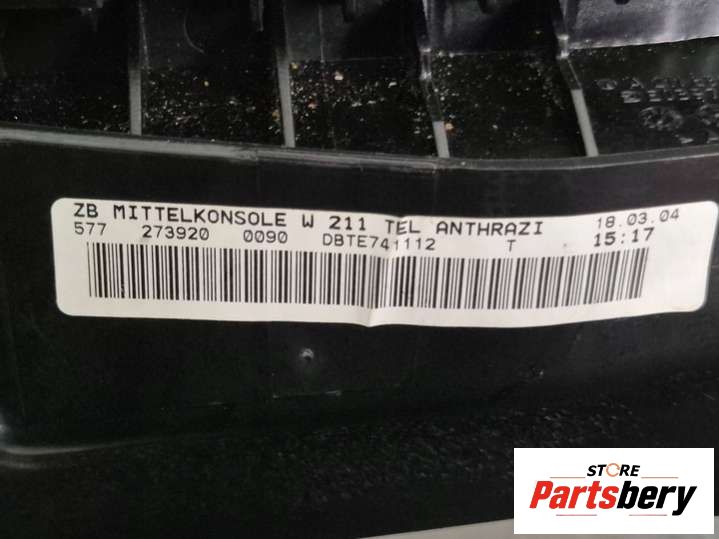 ZB MITTELKONSOLE W 211 TEL ANTHRAZI 18.03.04
577 273920 0090 DBTE741112 T 15:17
STORE
Partsbery